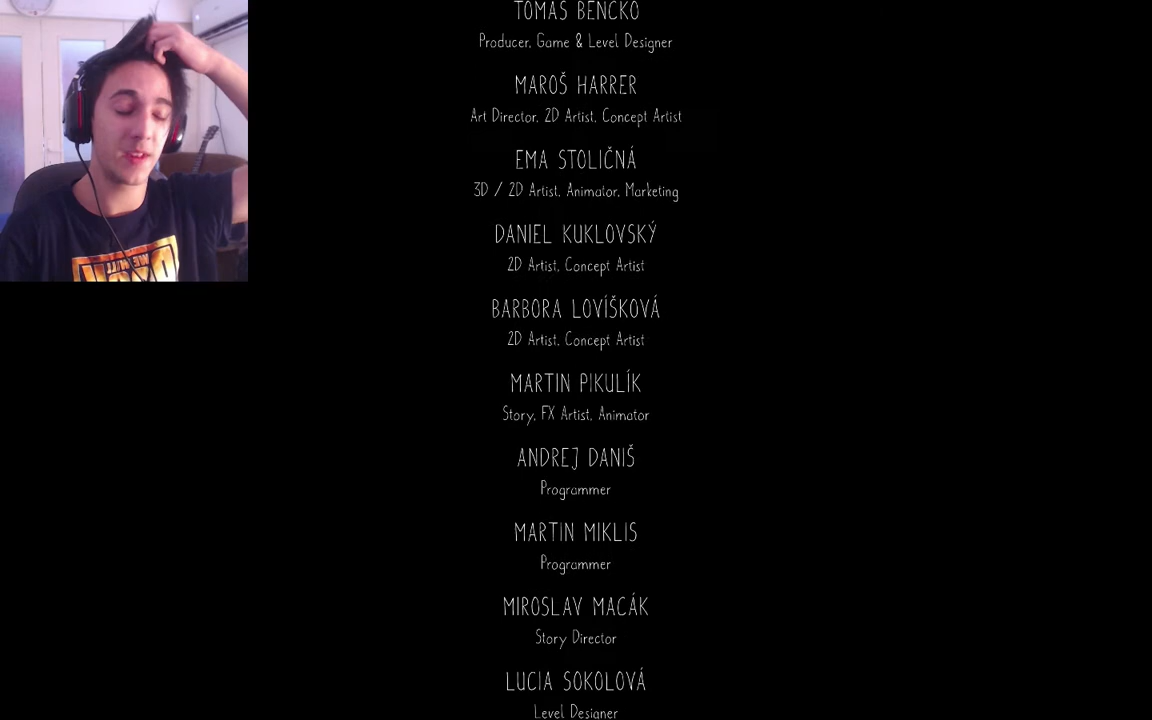 TOMÁŠ BENČKO
Producer, Game & Level Designer
MAROŠ HARRER
Art Director, 2D Artist, Concept Artist
EMA STOLIČNÁ
3D / 2D Artist, Animator, Marketing
DANIEL KUKLOVSKÝ
2D Artist, Concept Artist
BARBORA LOVÍŠKOVÁ
2D Artist, Concept Artist
MARTIN PIKULÍK
Story, FX Artist, Animator
ANDREJ DANIŠ
Programmer
MARTIN MIKLIS
Programmer
MIROSLAV MACÁK
Story Director
LUCIA SOKOLOVÁ
Level Designer